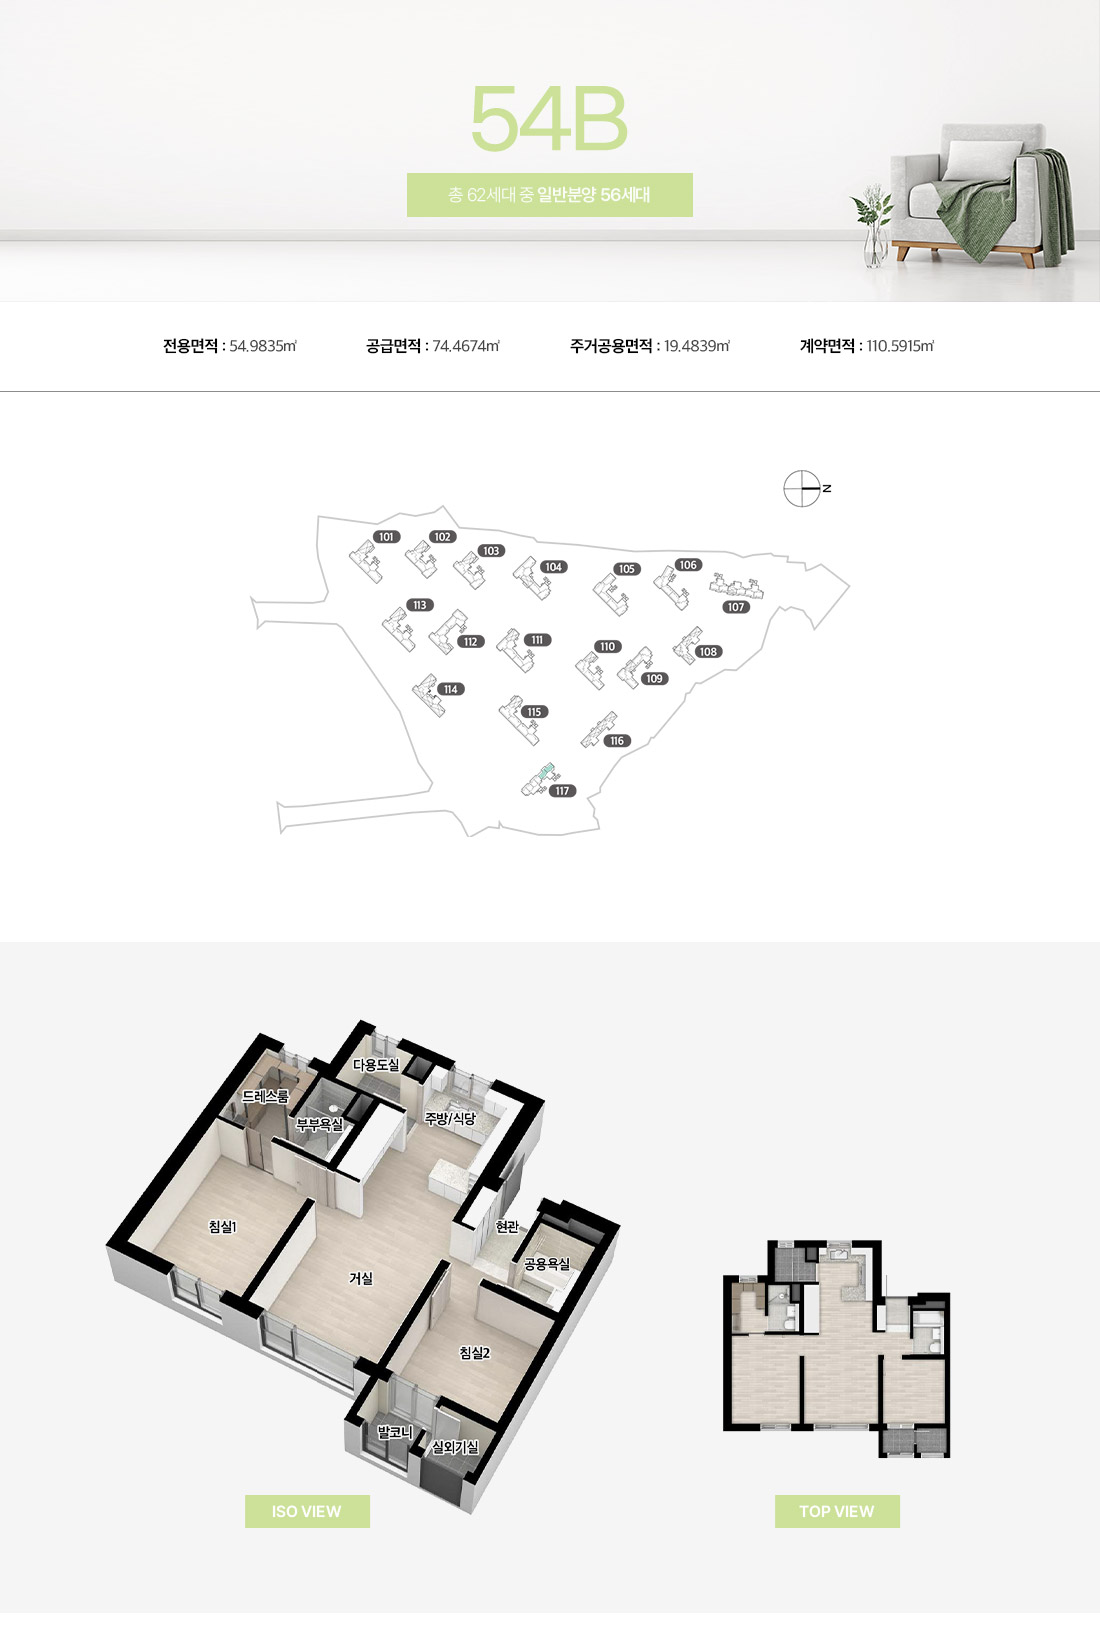 54B
총 62세대 중 일반분양 56세대
전용면적 : 54.9835㎡
공급면적 : 74.4674㎡
주거공용면적 : 19.4839㎡
계약면적 : 110.5915㎡
N
101
102
103
104
105
106
107
113
112
111
110
109
108
114
115
116
117
다용도실
드레스룸
부부욕실
주방/식당
침실1
현관
공용욕실
거실
침실2
발코니
실외기실
ISO VIEW
TOP VIEW